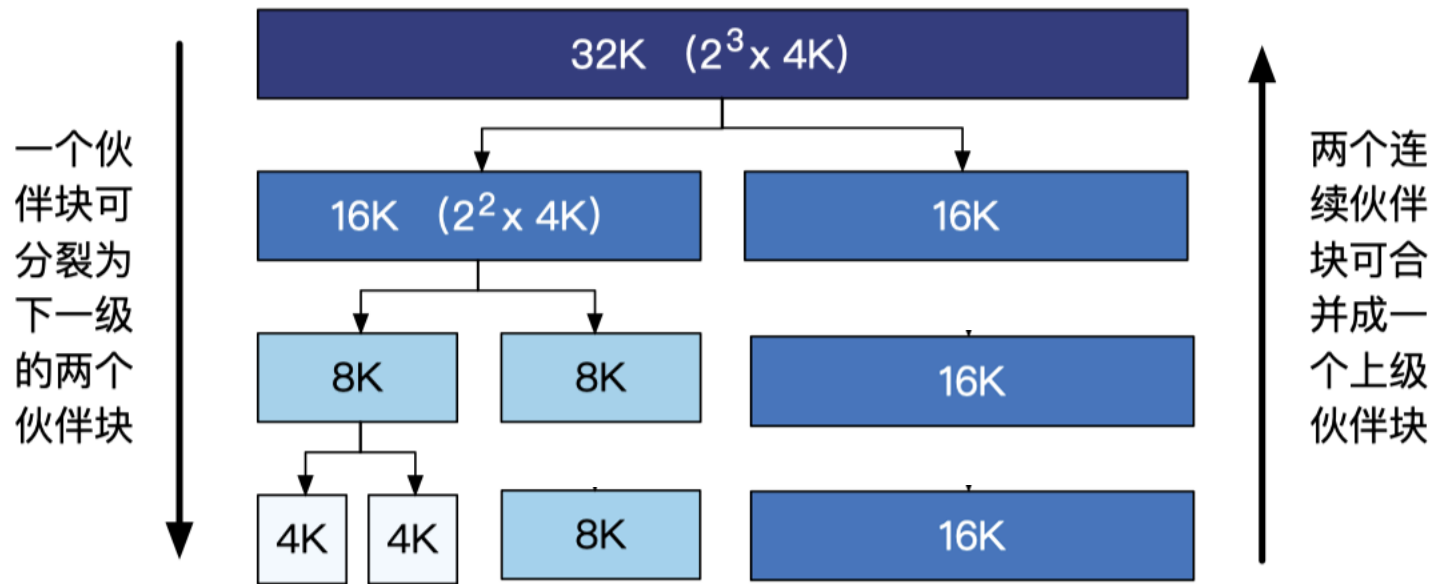 32K (2³x 4K)
一个伙
伴块可
分裂为
下一级
的两个
伙伴块
16K (2²x 4K)
16K
8K
8K
16K
4K
4K
8K
16K
两个连
续伙伴
块可合
并成一
个上级
伙伴块